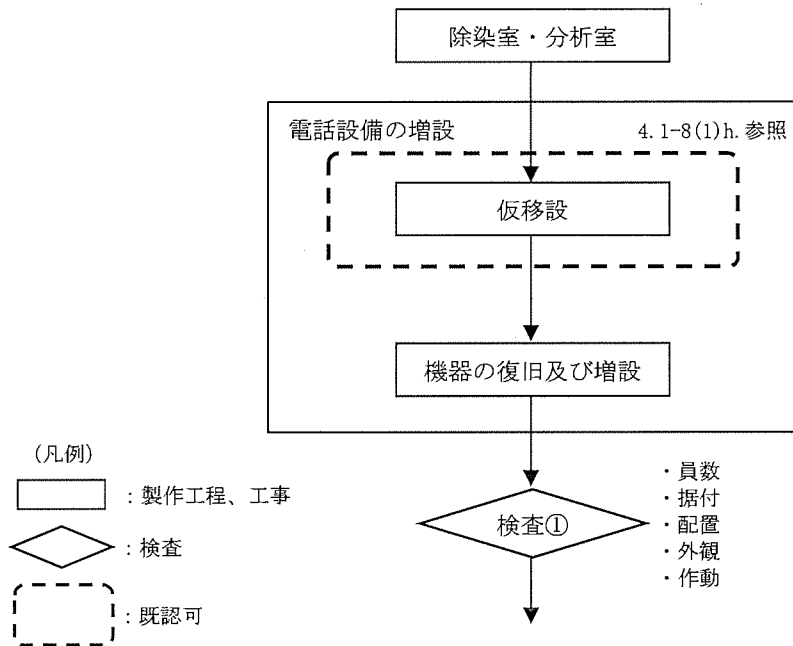 除染室・分析室
電話設備の増設
4.1-8(1)h.参照
仮移設
機器の復旧及び増設
検査①
・員数
・据付
・配置
・外観
・作動
(凡例)
：製作工程、工事
：検査
：既認可